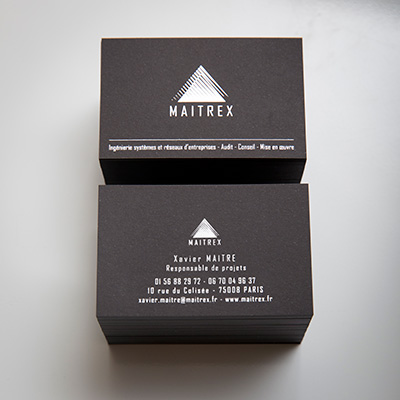 MAITREX
Ingénierie systèmes et réseaux d'entreprises - Audit - Conseil - Mise en œuvre
MAITREX
Xavier MAITRE
Responsable de projets
01 56 88 29 72 - 06 70 04 96 37
10 rue du Colisée - 75008 PARIS
xavier.maitre@maitrex.fr - www.maitrex.fr